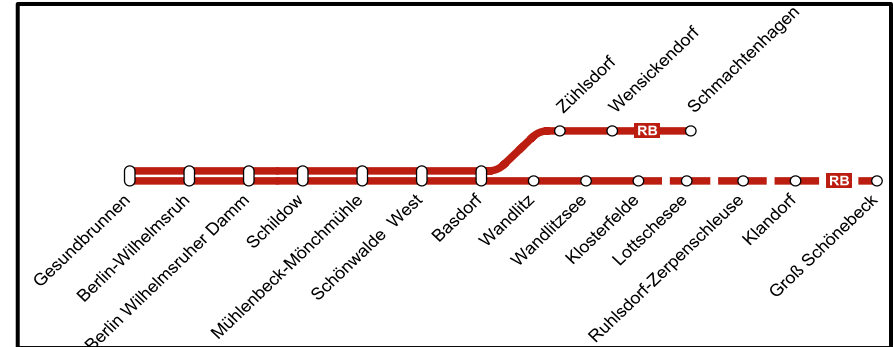 Zühlsdorf
Wensickendorf
Schmachtenhagen
RB
RB
Gesundbrunnen
Berlin-Wilhelmsruh
Berlin Wilhelmsruher Damm
Schildow
Mühlenbeck-Mönchmühle
Schönwalde West
Basdorf
Wandlitz
Wandlitzsee
Klosterfelde
Lottschesee
Ruhlsdorf-Zerpenschleuse
Klandorf
Groß Schönebeck